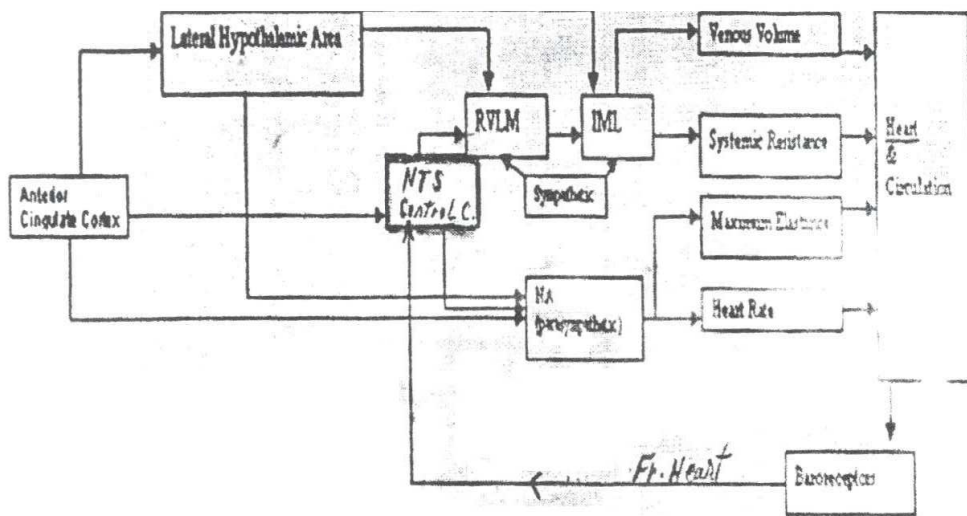 Lateral Hypothalamic Area
Venous Volume
RVLM
IML
Systemic Resistance
Heart
&
Circulation
NTS
Control C.
Sympathetic
Anterior
Cingulate Cortex
Maximum Elastance
NA
(parasympathetic)
Heart Rate
Fr. Heart
Baroreceptors